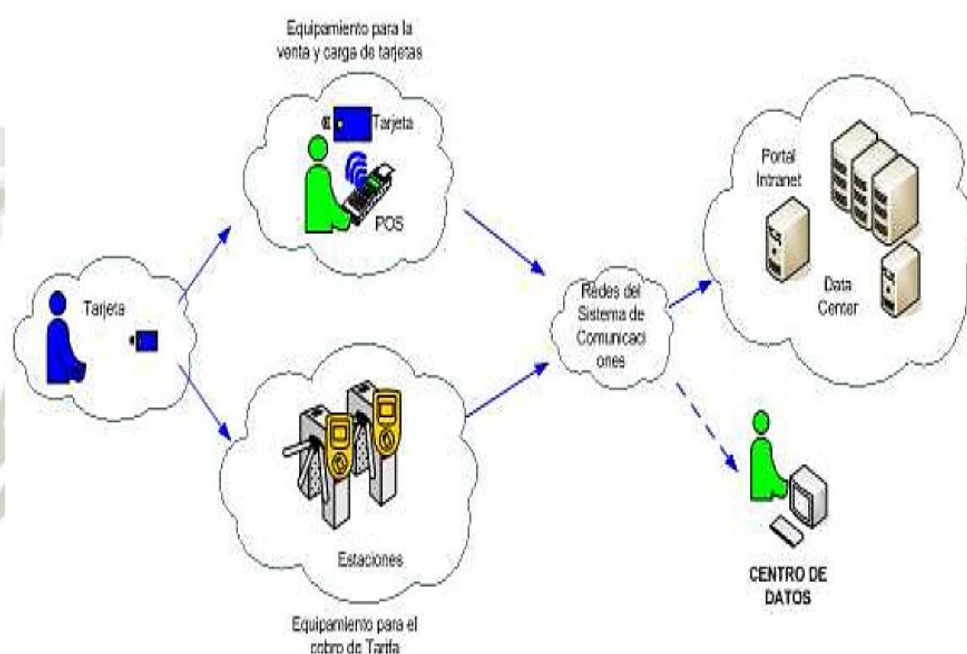 Equipamiento para la
venta y carga de tarjetas
Tarjeta
POS
Tarjeta
Estaciones
Equipamiento para el
cobro de Tarifa
Redes del
Sistema de
Comunicaci
ones
Portal
Intranet
Data
Center
CENTRO DE
DATOS